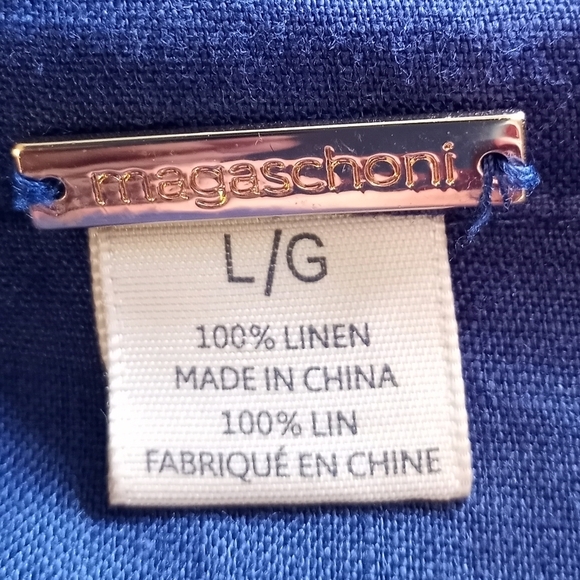 magaschoni
L/G
100% LINEN
MADE IN CHINA
100% LIN
FABRIQUÉ EN CHINE